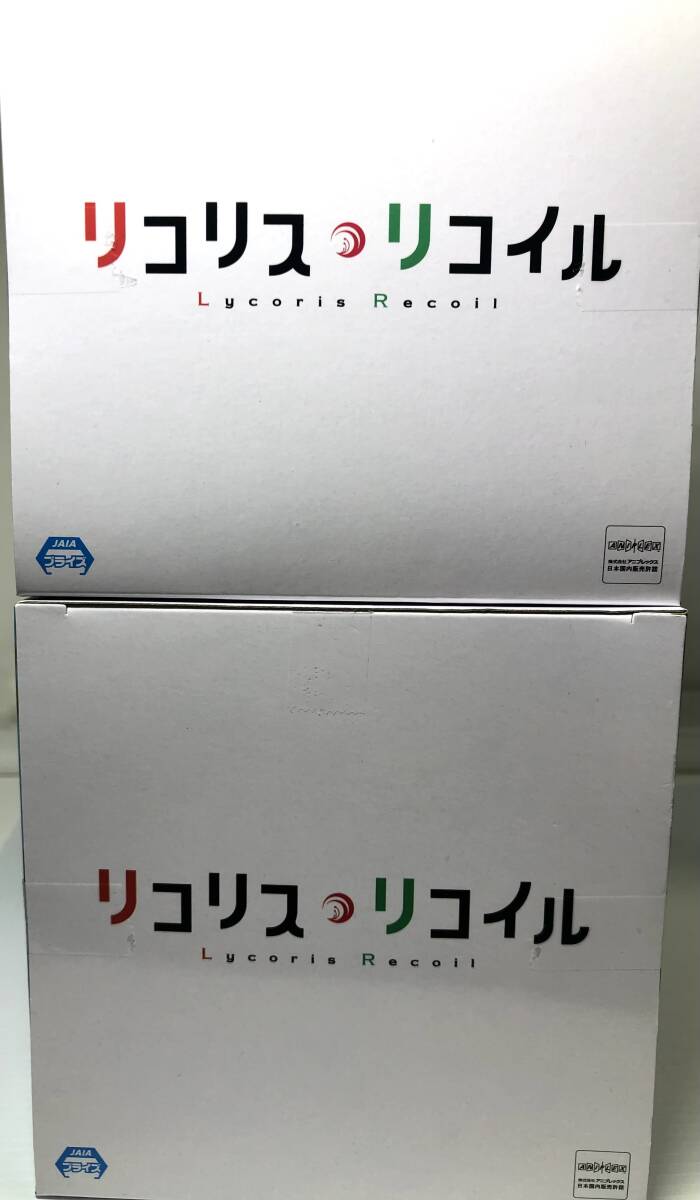 リコリス・リコイル
Lycoris Recoil
JAIA
プライズ
ANIPLEX
株式会社アニプレックス
日本国内販売許諾
リコリス・リコイル
Lycoris Recoil
JAIA
プライズ
ANIPLEX
株式会社アニプレックス
日本国内販売許諾